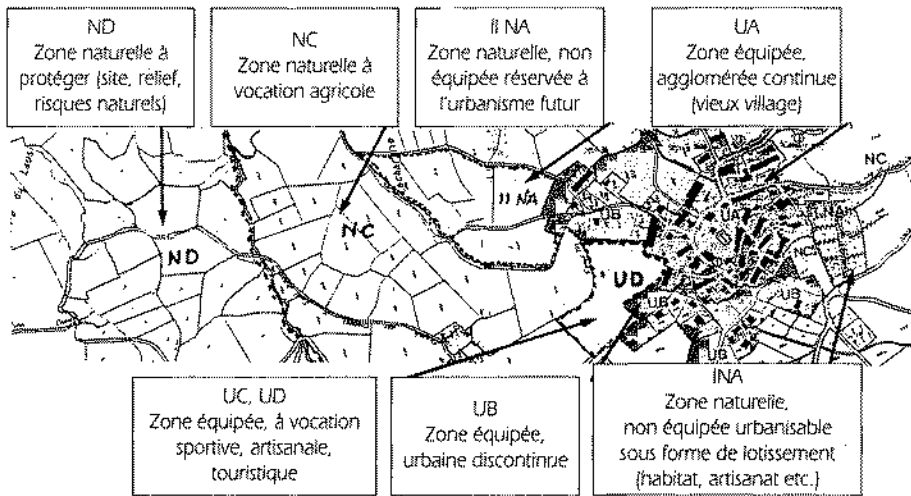 ND
Zone naturelle à
protéger (site, relief,
risques naturels)
NC
Zone naturelle à
vocation agricole
II NA
Zone naturelle, non
équipée réservée à
l'urbanisme futur
UA
Zone équipée,
agglomérée continue
(vieux village)
NC
II NA
UB
UA
NC
ND
NC
UD
UB
UB
UB
UC, UD
Zone équipée, à vocation
sportive, artisanale,
touristique
UB
Zone équipée,
urbaine discontinue
INA
Zone naturelle,
non équipée urbanisable
sous forme de lotissement
(habitat, artisanat etc.)